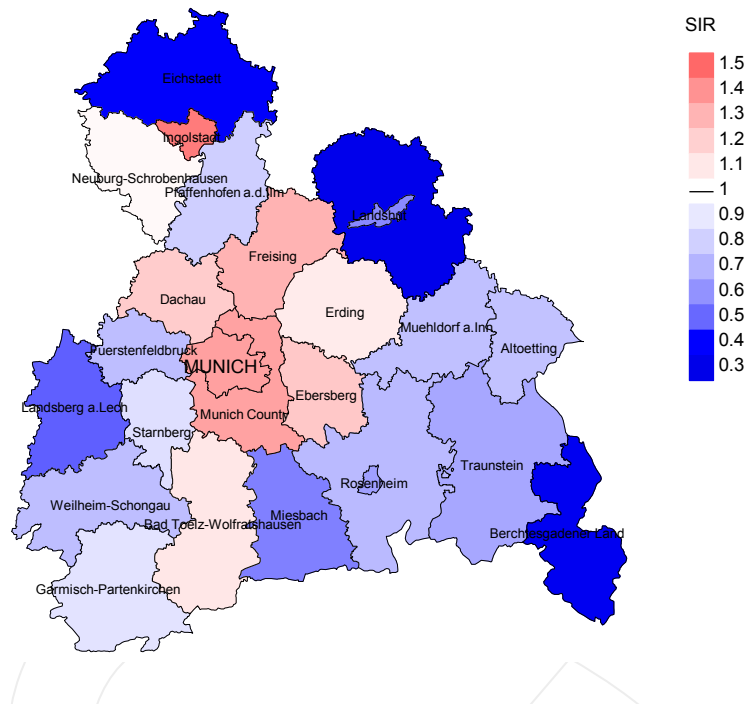 SIR
1.5
1.4
1.3
1.2
1.1
1
0.9
0.8
0.7
0.6
0.5
0.4
0.3
Eichstaett
Ingolstadt
Neuburg-Schrobenhausen
Pfaffenhofen a.d.Ilm
Landshut
Freising
Dachau
Erding
Muehldorf a.Inn
Altoetting
Fuerstenfeldbruck
MUNICH
Ebersberg
Landsberg a.Lech
Munich County
Starnberg
Traunstein
Rosenheim
Weilheim-Schongau
Miesbach
Bad Toelz-Wolfratshausen
Berchtesgadener Land
Garmisch-Partenkirchen